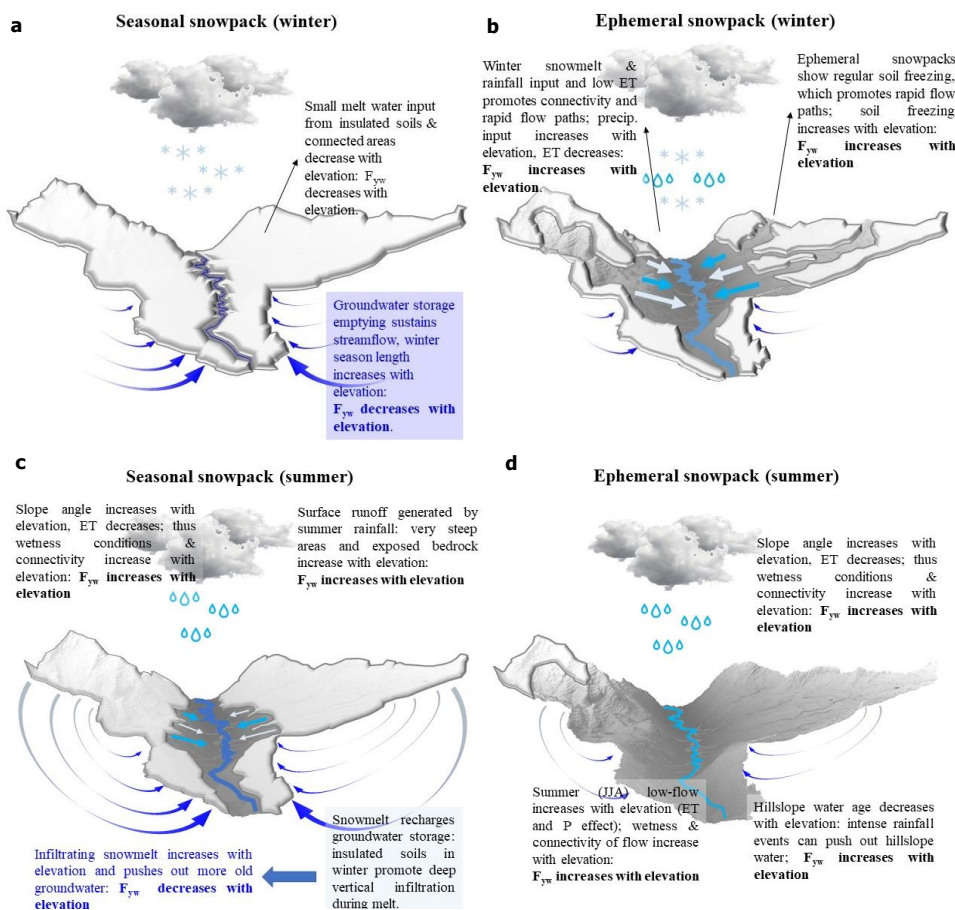 a
Seasonal snowpack (winter)
Small melt water input
from insulated soils &
connected areas
decrease with
elevation: Fyw
decreases with
elevation.
Groundwater storage
emptying sustains
streamflow, winter
season length
increases with
elevation:
Fyw decreases with
elevation.
b
Ephemeral snowpack (winter)
Winter snowmelt &
rainfall input and low ET
promotes connectivity and
rapid flow paths; precip.
input increases with
elevation, ET decreases:
Fyw increases with
elevation.
Ephemeral snowpacks
show regular soil freezing,
which promotes rapid flow
paths; soil freezing
increases with elevation:
Fyw increases with
elevation
c
Seasonal snowpack (summer)
Slope angle increases with
elevation, ET decreases; thus
wetness conditions &
connectivity increase with
elevation: Fyw increases with
elevation
Surface runoff generated by
summer rainfall: very steep
areas and exposed bedrock
increase with elevation:
Fyw increases with elevation
Infiltrating snowmelt increases with
elevation and pushes out more old
groundwater: Fyw decreases with
elevation
Snowmelt recharges
groundwater storage:
insulated soils in
winter promote deep
vertical infiltration
during melt.
d
Ephemeral snowpack (summer)
Slope angle increases with
elevation, ET decreases; thus
wetness conditions &
connectivity increase with
elevation: Fyw increases with
elevation
Summer (JJA) low-flow
increases with elevation (ET
and P effect); wetness &
connectivity of flow increase
with elevation:
Fyw increases with elevation
Hillslope water age decreases
with elevation: intense rainfall
events can push out hillslope
water; Fyw increases with
elevation